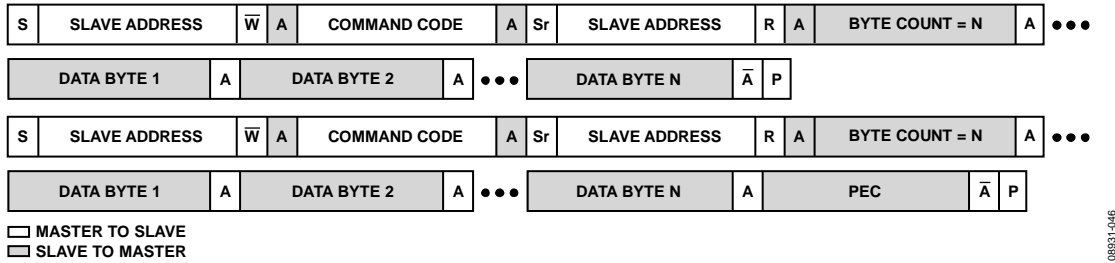 S SLAVE ADDRESS W̅ A COMMAND CODE A Sr SLAVE ADDRESS R A BYTE COUNT = N A •••
DATA BYTE 1 A DATA BYTE 2 A ••• DATA BYTE N A̅ P
S SLAVE ADDRESS W̅ A COMMAND CODE A Sr SLAVE ADDRESS R A BYTE COUNT = N A •••
DATA BYTE 1 A DATA BYTE 2 A ••• DATA BYTE N A PEC A̅ P
MASTER TO SLAVE
SLAVE TO MASTER
08931-046